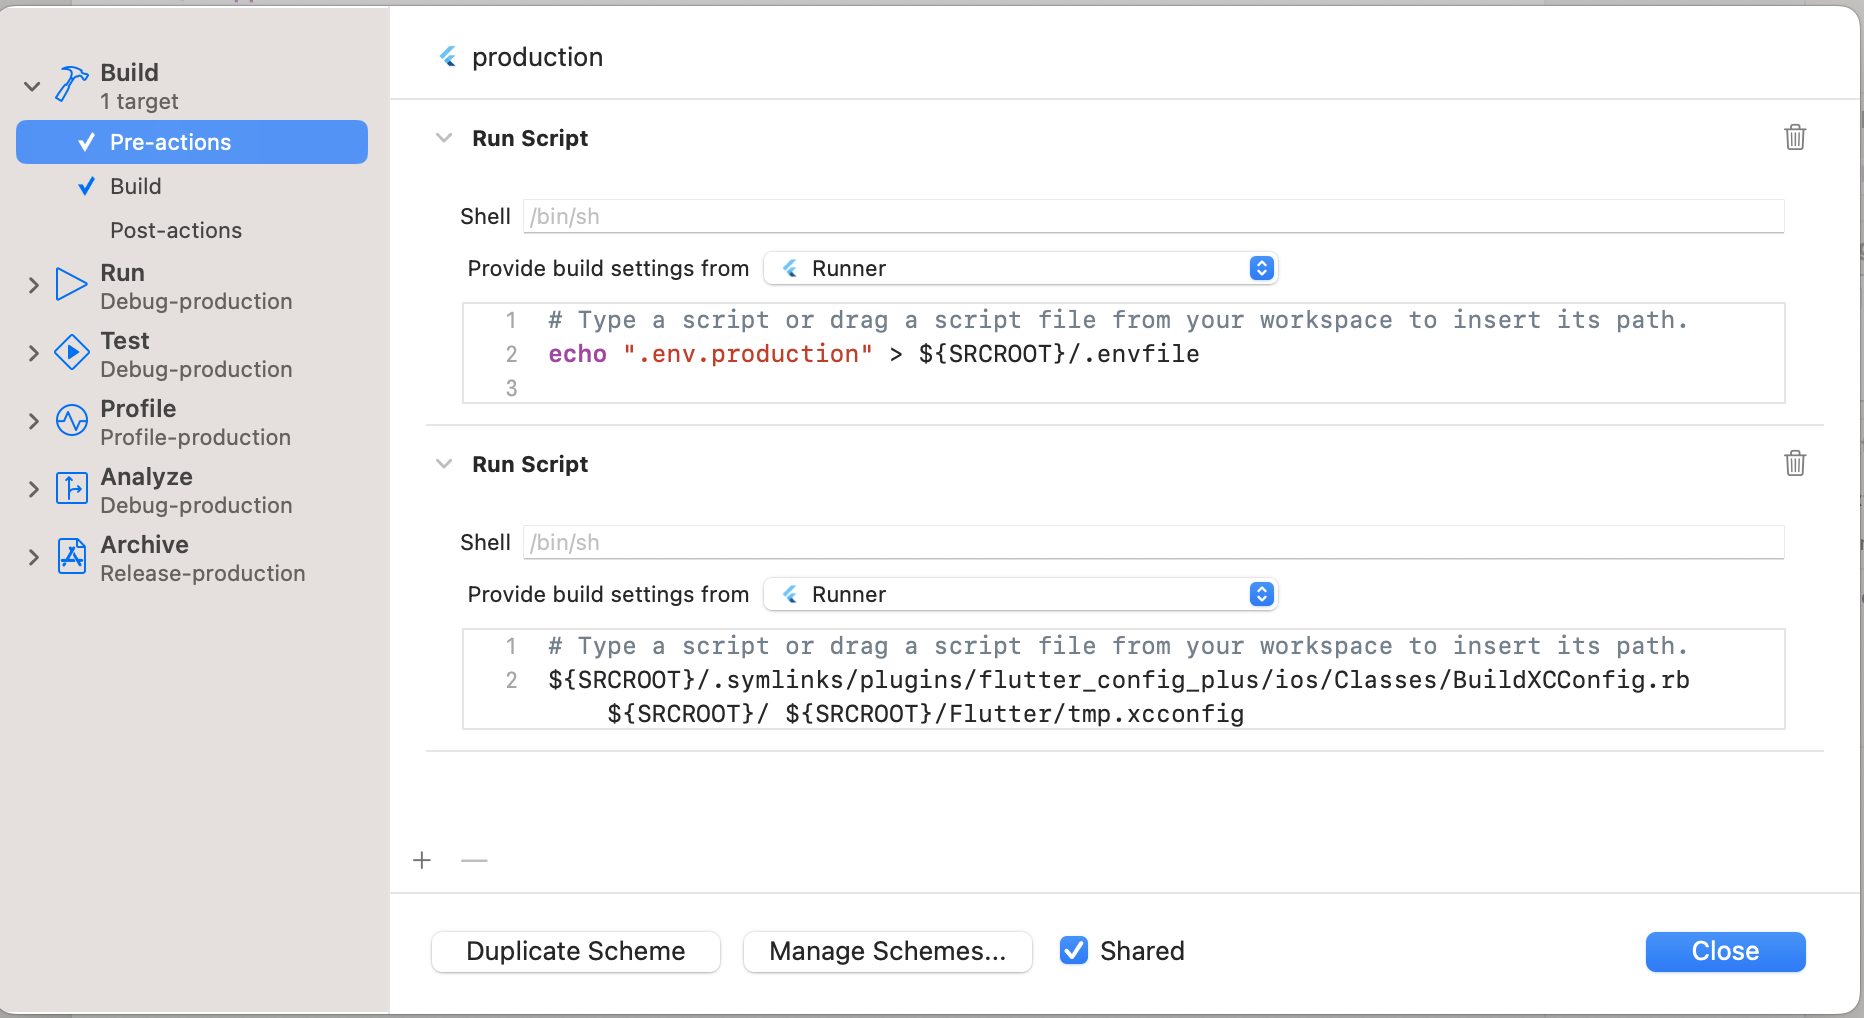 Build
1 target
Pre-actions
Build
Post-actions
Run
Debug-production
Test
Debug-production
Profile
Profile-production
Analyze
Debug-production
Archive
Release-production
production
Run Script
Shell /bin/sh
Provide build settings from Runner
1 # Type a script or drag a script file from your workspace to insert its path.
2 echo ".env.production" > ${SRCROOT}/.envfile
3
Run Script
Shell /bin/sh
Provide build settings from Runner
1 # Type a script or drag a script file from your workspace to insert its path.
2 ${SRCROOT}/.symlinks/plugins/flutter_config_plus/ios/Classes/BuildXCConfig.rb
${SRCROOT}/ ${SRCROOT}/Flutter/tmp.xcconfig
Duplicate Scheme
Manage Schemes...
Shared
Close